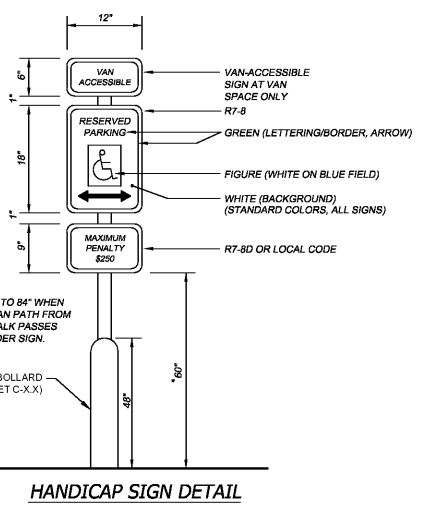 12"
6"
VAN
ACCESSIBLE
VAN-ACCESSIBLE
SIGN AT VAN
SPACE ONLY
1"
R7-8
18"
RESERVED
PARKING
GREEN (LETTERING/BORDER, ARROW)
FIGURE (WHITE ON BLUE FIELD)
WHITE (BACKGROUND)
(STANDARD COLORS, ALL SIGNS)
1"
9"
MAXIMUM
PENALTY
$250
R7-8D OR LOCAL CODE
TO 84" WHEN
AN PATH FROM
ALK PASSES
DER SIGN.
*60"
BOLLARD
ET C-X.X)
48"
HANDICAP SIGN DETAIL